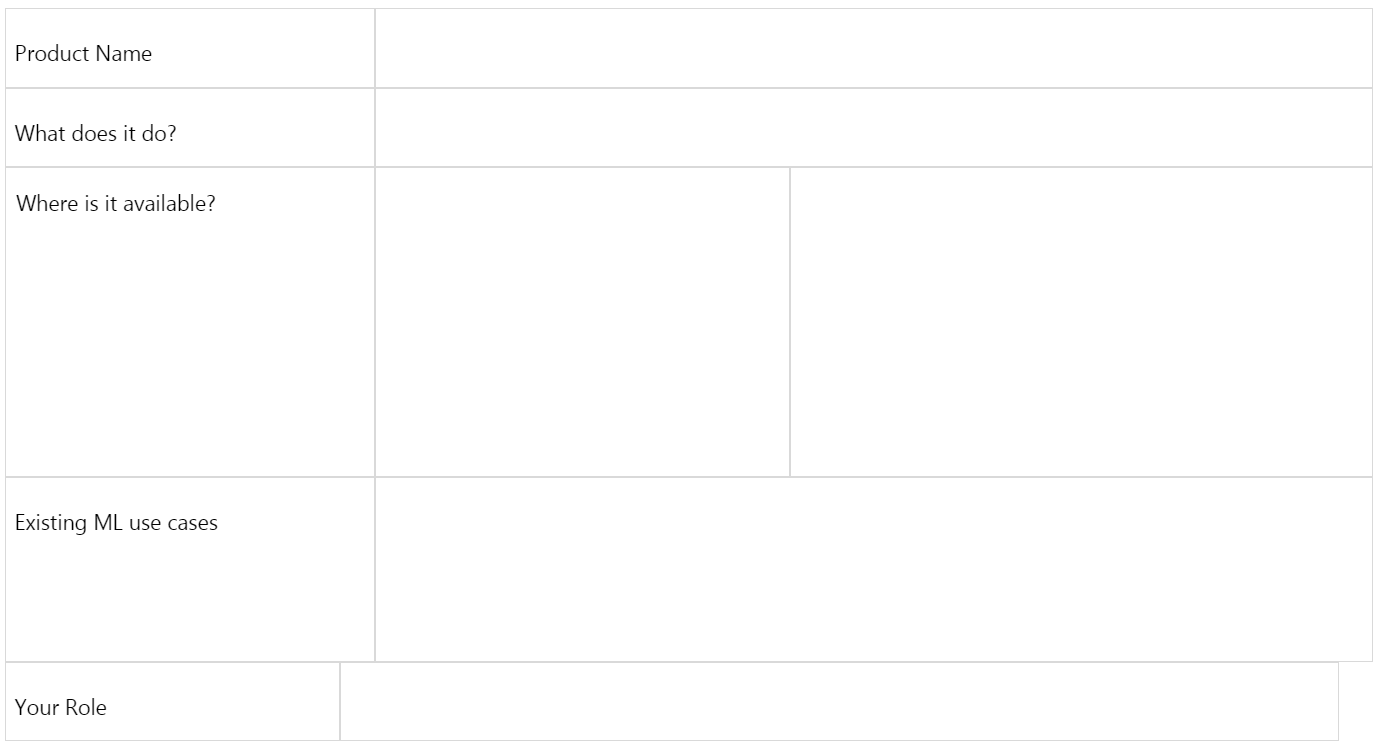 Product Name
What does it do?
Where is it available?
Existing ML use cases
Your Role